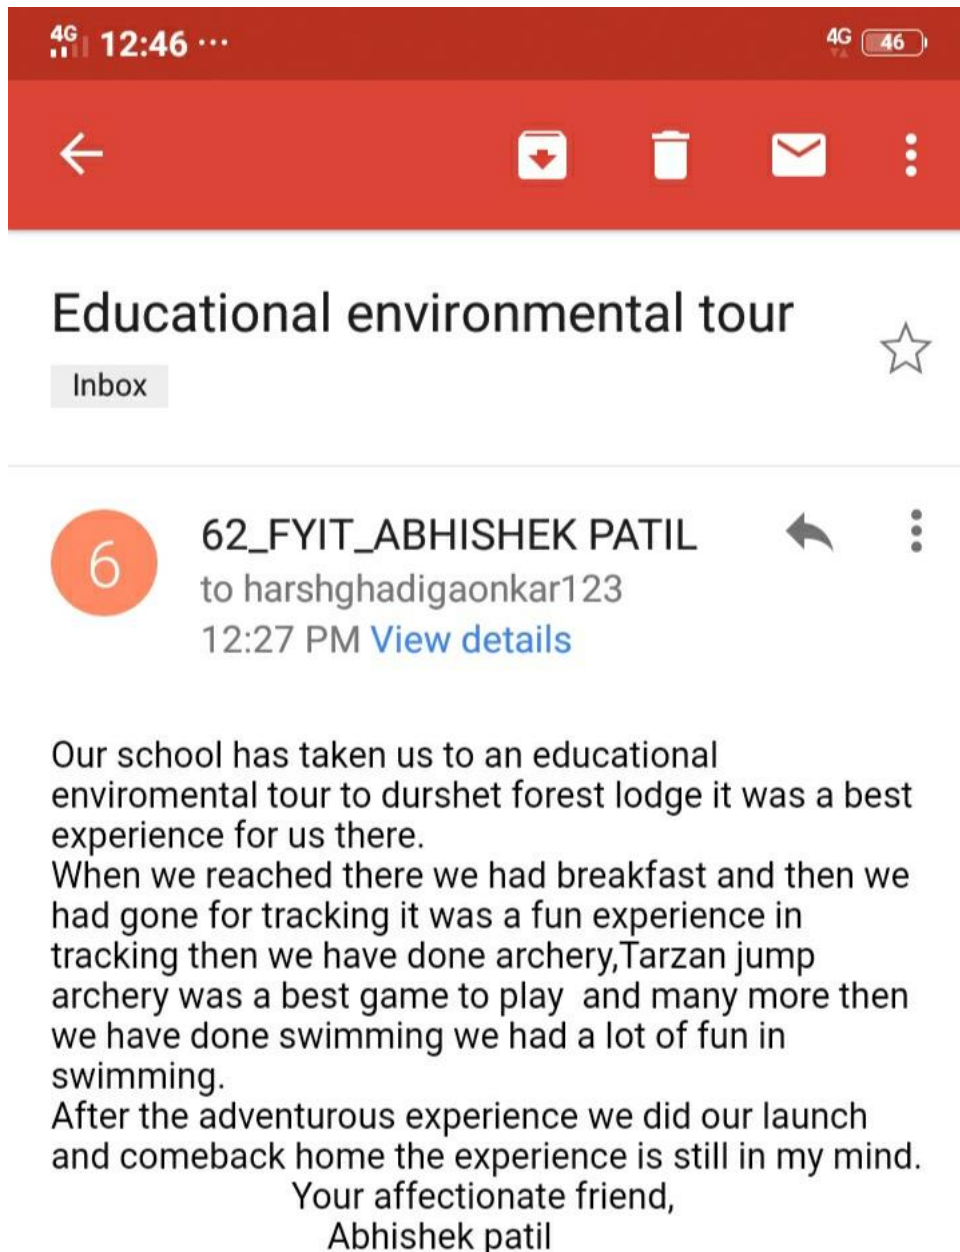 4G 12:46 ... 4G 46
Educational environmental tour
Inbox
6 62_FYIT_ABHISHEK PATIL
to harshghadigaonkar123
12:27 PM View details
Our school has taken us to an educational
enviromental tour to durshet forest lodge it was a best
experience for us there.
When we reached there we had breakfast and then we
had gone for tracking it was a fun experience in
tracking then we have done archery,Tarzan jump
archery was a best game to play  and many more then
we have done swimming we had a lot of fun in
swimming.
After the adventurous experience we did our launch
and comeback home the experience is still in my mind.
Your affectionate friend,
Abhishek patil